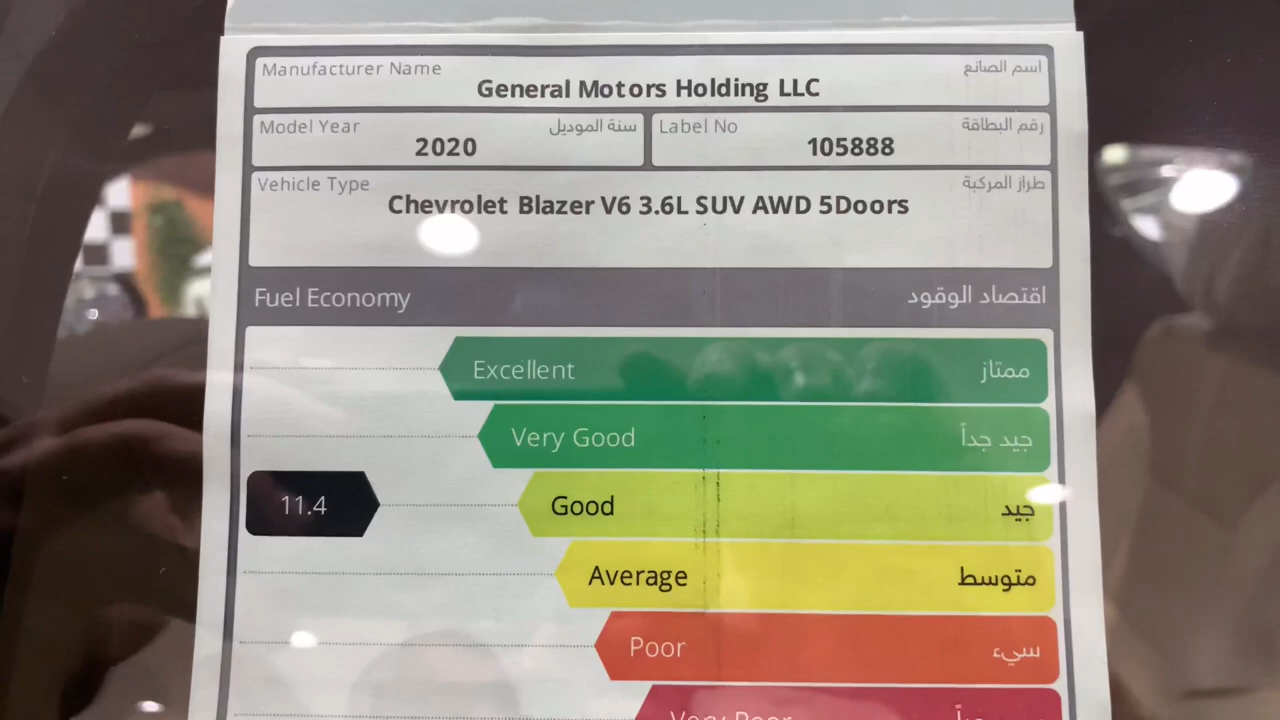 Manufacturer Name اسم الصانع
General Motors Holding LLC
Model Year سنة الموديل
2020
Label No رقم البطاقة
105888
Vehicle Type طراز المركبة
Chevrolet Blazer V6 3.6L SUV AWD 5Doors
Fuel Economy اقتصاد الوقود
Excellent ممتاز
Very Good جيد جداً
11.4 Good جيد
Average متوسط
Poor سيء
Very Poor